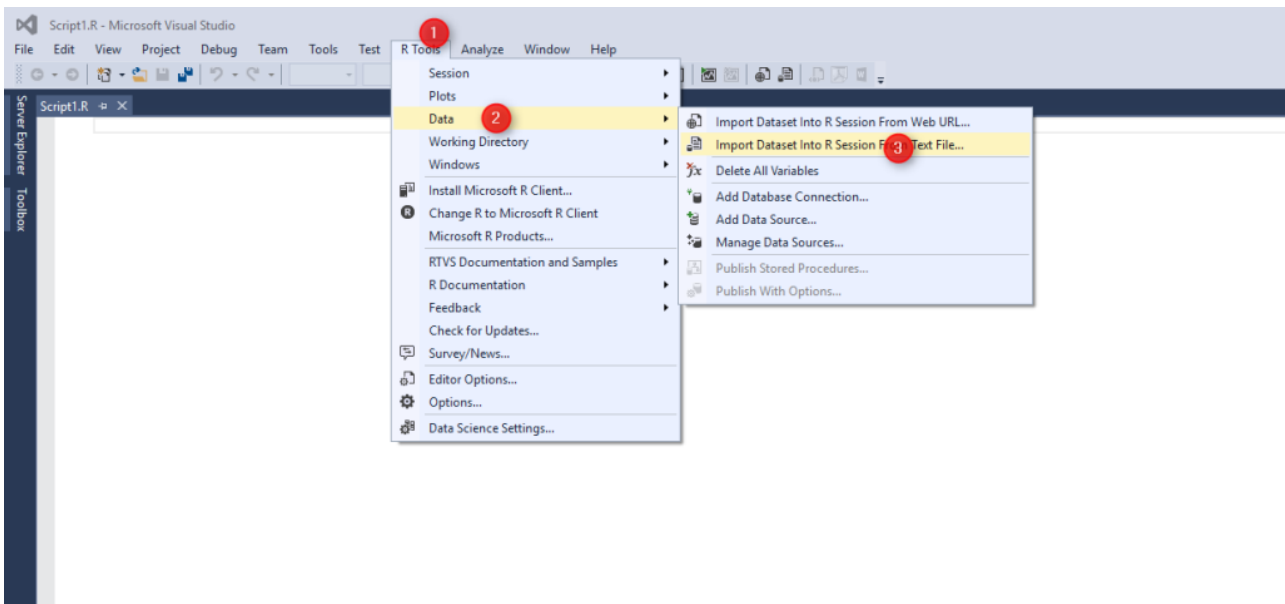 Script1.R - Microsoft Visual Studio
1
File Edit View Project Debug Team Tools Test R Tools Analyze Window Help
Server Explorer
Toolbox
Script1.R
Session
Plots
Data 2
Working Directory
Windows
Install Microsoft R Client...
Change R to Microsoft R Client
Microsoft R Products...
RTVS Documentation and Samples
R Documentation
Feedback
Check for Updates...
Survey/News...
Editor Options...
Options...
Data Science Settings...
Import Dataset Into R Session From Web URL...
Import Dataset Into R Session From Text File...
3
Delete All Variables
Add Database Connection...
Add Data Source...
Manage Data Sources...
Publish Stored Procedures...
Publish With Options...